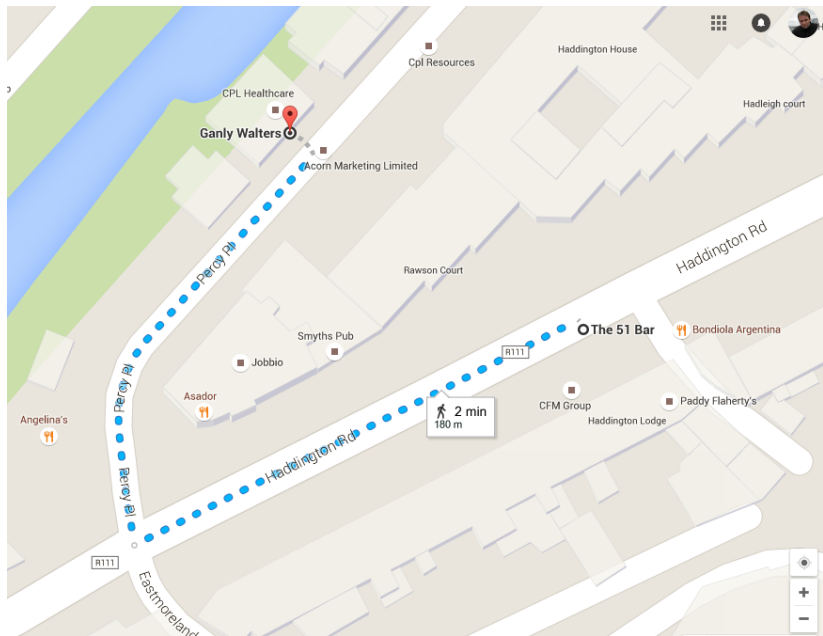 Haddington House
Cpl Resources
CPL Healthcare
Hadleigh court
Ganly Walters
Acorn Marketing Limited
Haddington Rd
Percy Pl
Rawson Court
The 51 Bar
Bondiola Argentina
Smyths Pub
R111
Jobbio
Percy Pl
Asador
2 min
180 m
CFM Group
Paddy Flaherty's
Angelina's
Haddington Lodge
Haddington Rd
Percy Pl
R111
Eastmoreland
+
−